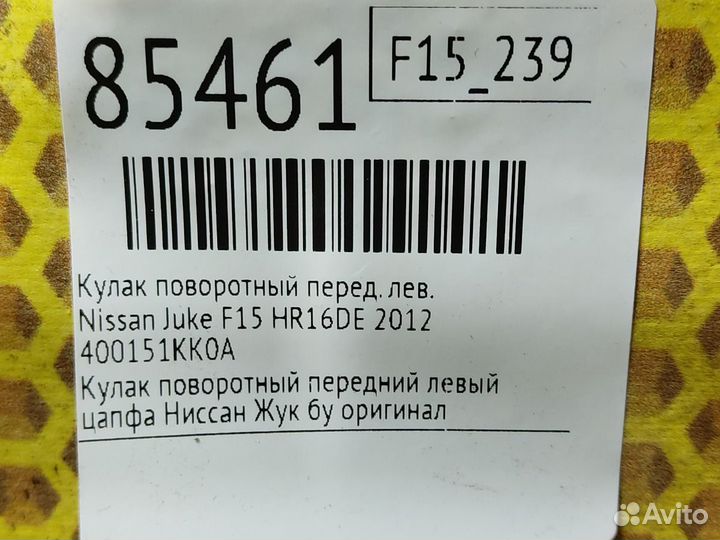 85461
F15_239
Кулак поворотный перед. лев.
Nissan Juke F15 HR16DE 2012
400151KK0A
Кулак поворотный передний левый
цапфа Ниссан Жук бу оригинал
Avito